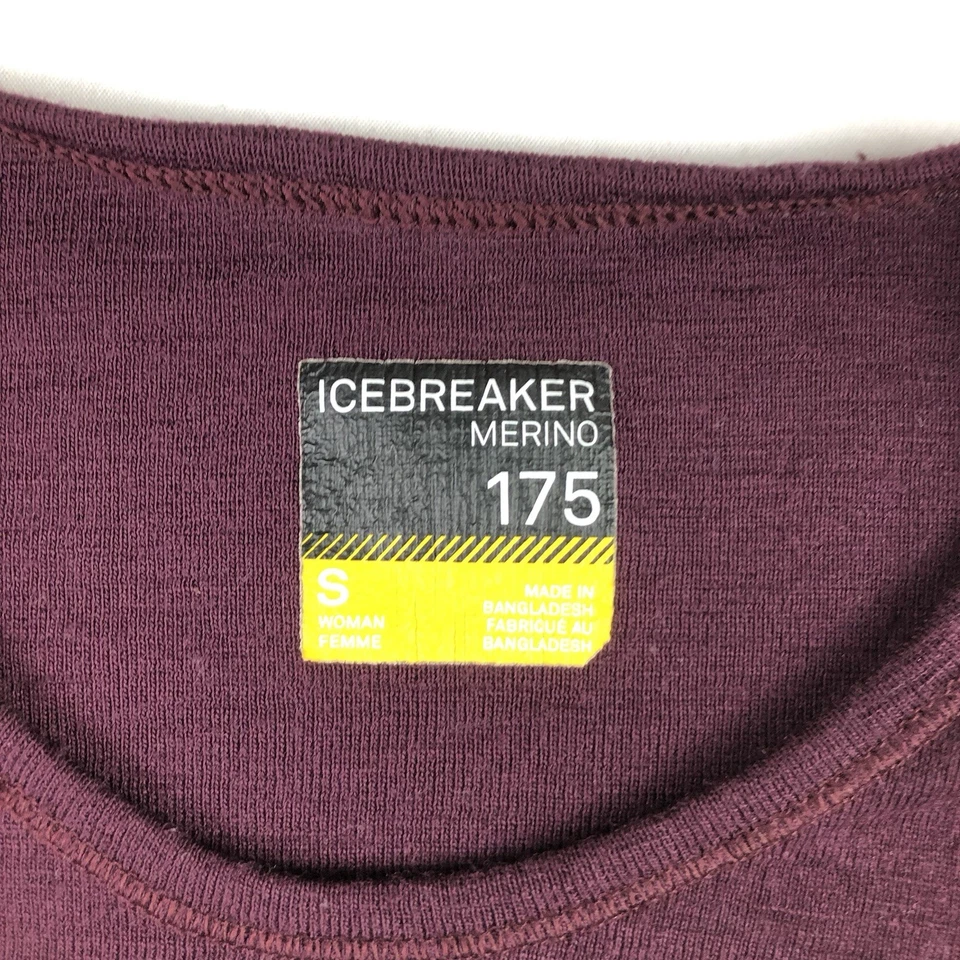 ICEBREAKER
MERINO
175
S
WOMAN
FEMME
MADE IN
BANGLADESH
FABRIQUÉ AU
BANGLADESH